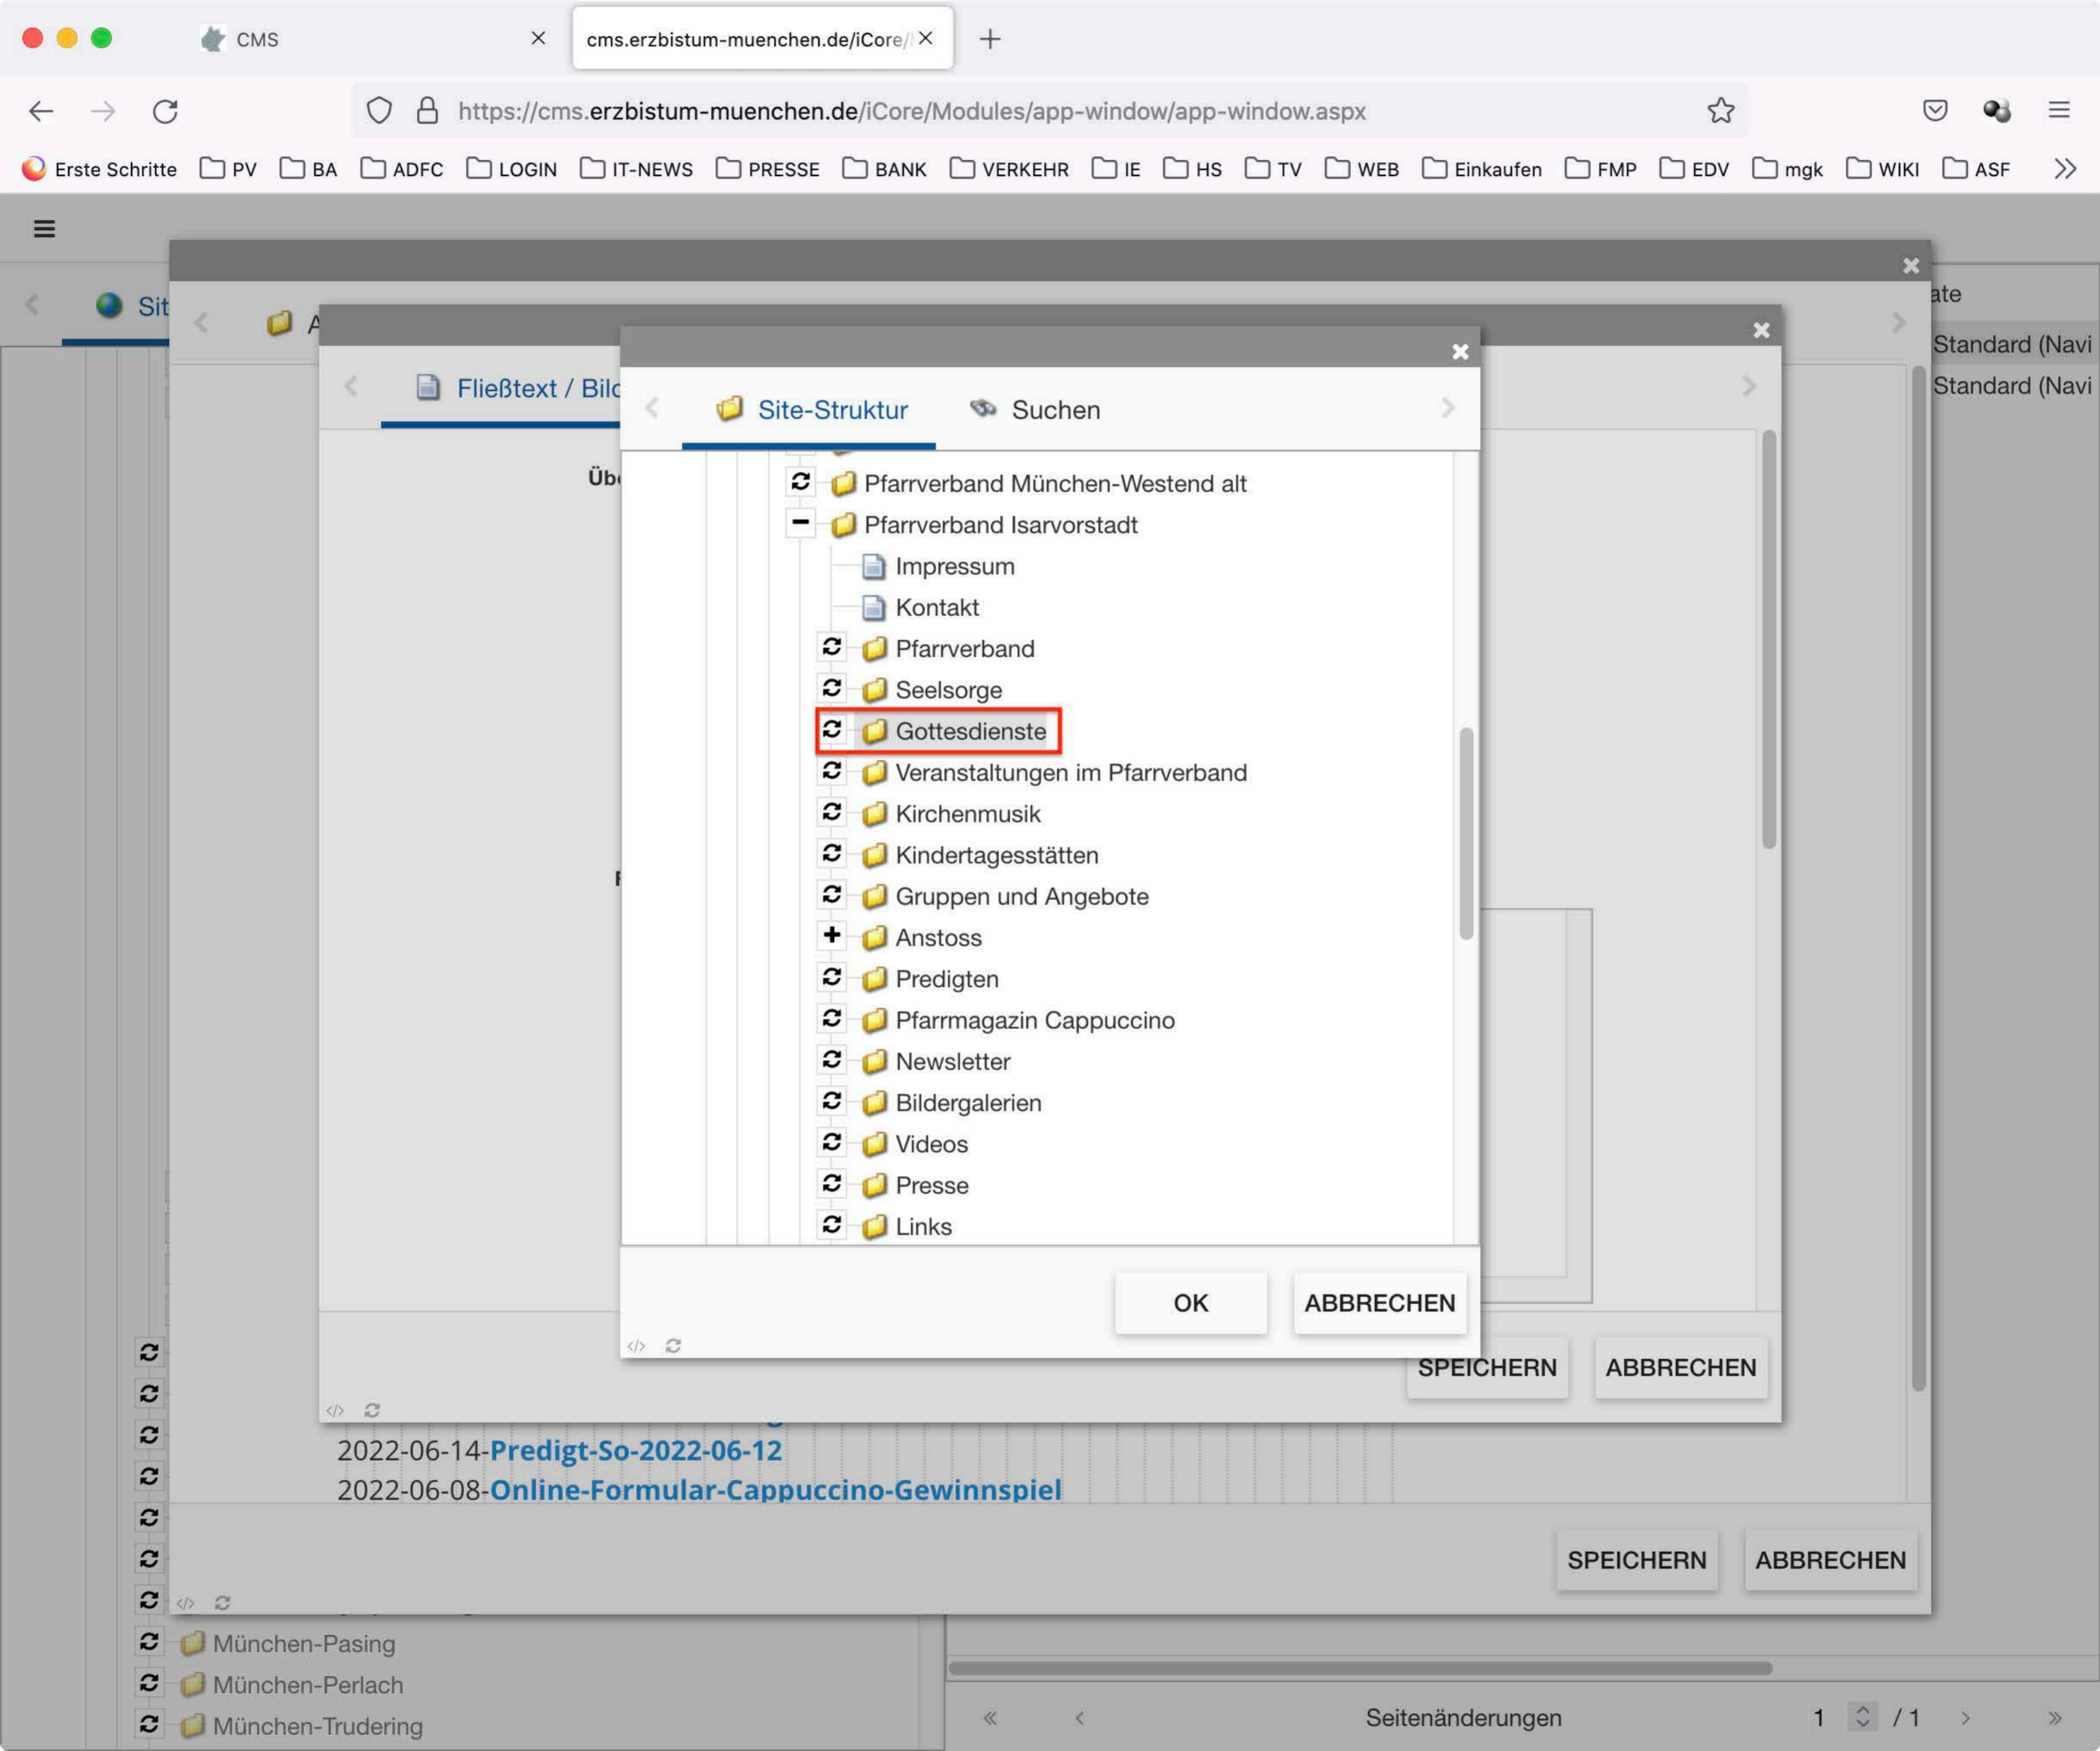 CMS
cms.erzbistum-muenchen.de/iCore/
https://cms.erzbistum-muenchen.de/iCore/Modules/app-window/app-window.aspx
Erste Schritte PV BA ADFC LOGIN IT-NEWS PRESSE BANK VERKEHR IE HS TV WEB Einkaufen FMP EDV mgk WIKI ASF
Sit
ate
A
Standard (Navi
Standard (Navi
Fließtext / Bild
Site-Struktur Suchen
Übe
Pfarrverband München-Westend alt
Pfarrverband Isarvorstadt
Impressum
Kontakt
Pfarrverband
Seelsorge
Gottesdienste
Veranstaltungen im Pfarrverband
Kirchenmusik
Kindertagesstätten
Gruppen und Angebote
Anstoss
Predigten
Pfarrmagazin Cappuccino
Newsletter
Bildergalerien
Videos
Presse
Links
OK ABBRECHEN
SPEICHERN ABBRECHEN
2022-06-14-Predigt-So-2022-06-12
2022-06-08-Online-Formular-Cappuccino-Gewinnspiel
SPEICHERN ABBRECHEN
München-Pasing
München-Perlach
München-Trudering
Seitenänderungen 1 / 1